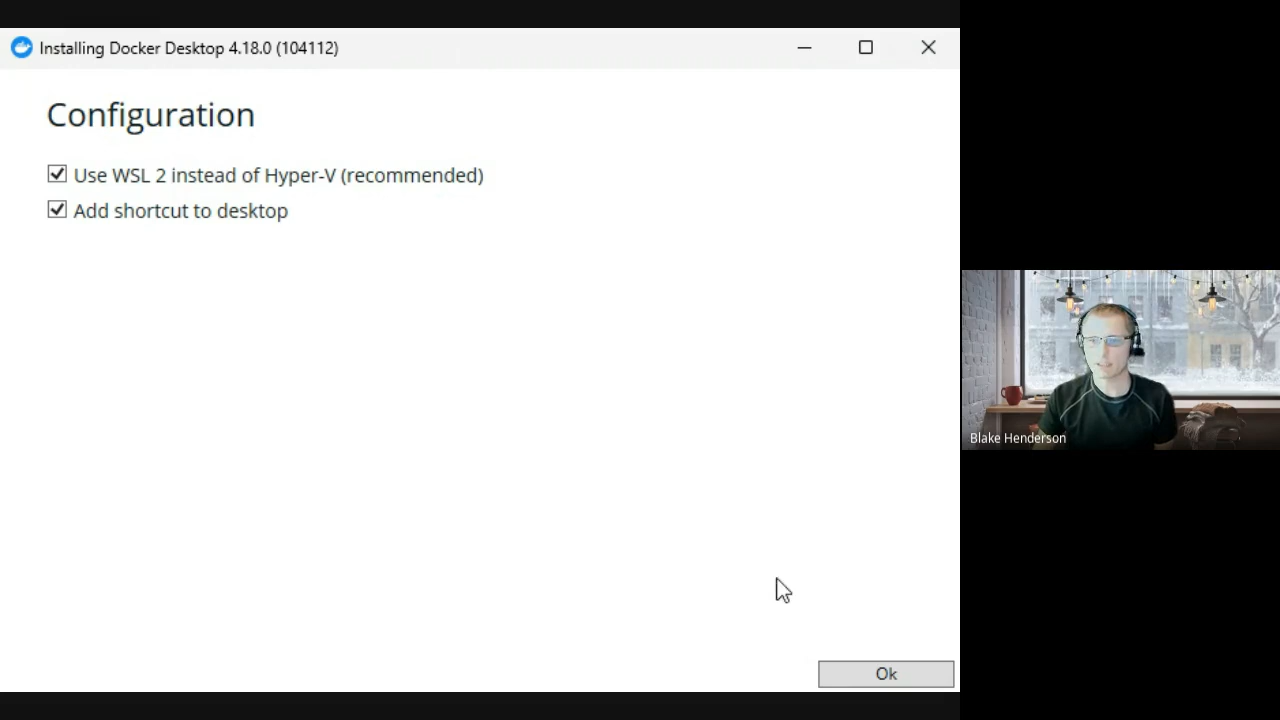 Installing Docker Desktop 4.18.0 (104112)
Configuration
Use WSL 2 instead of Hyper-V (recommended)
Add shortcut to desktop
Ok
Blake Henderson